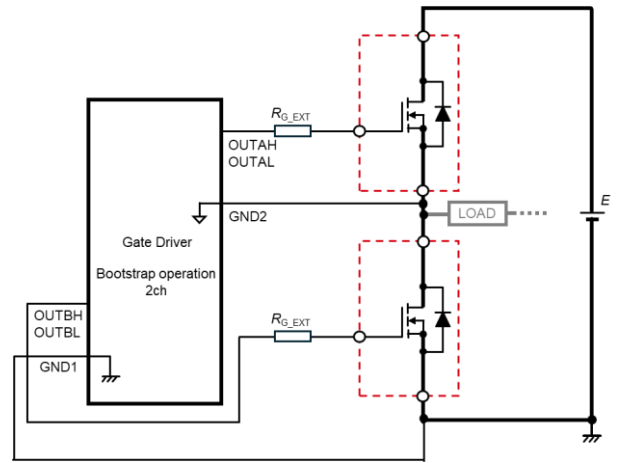 R_G_EXT
OUTAH
OUTAL
GND2
LOAD
E
Gate Driver
Bootstrap operation
2ch
R_G_EXT
OUTBH
OUTBL
GND1